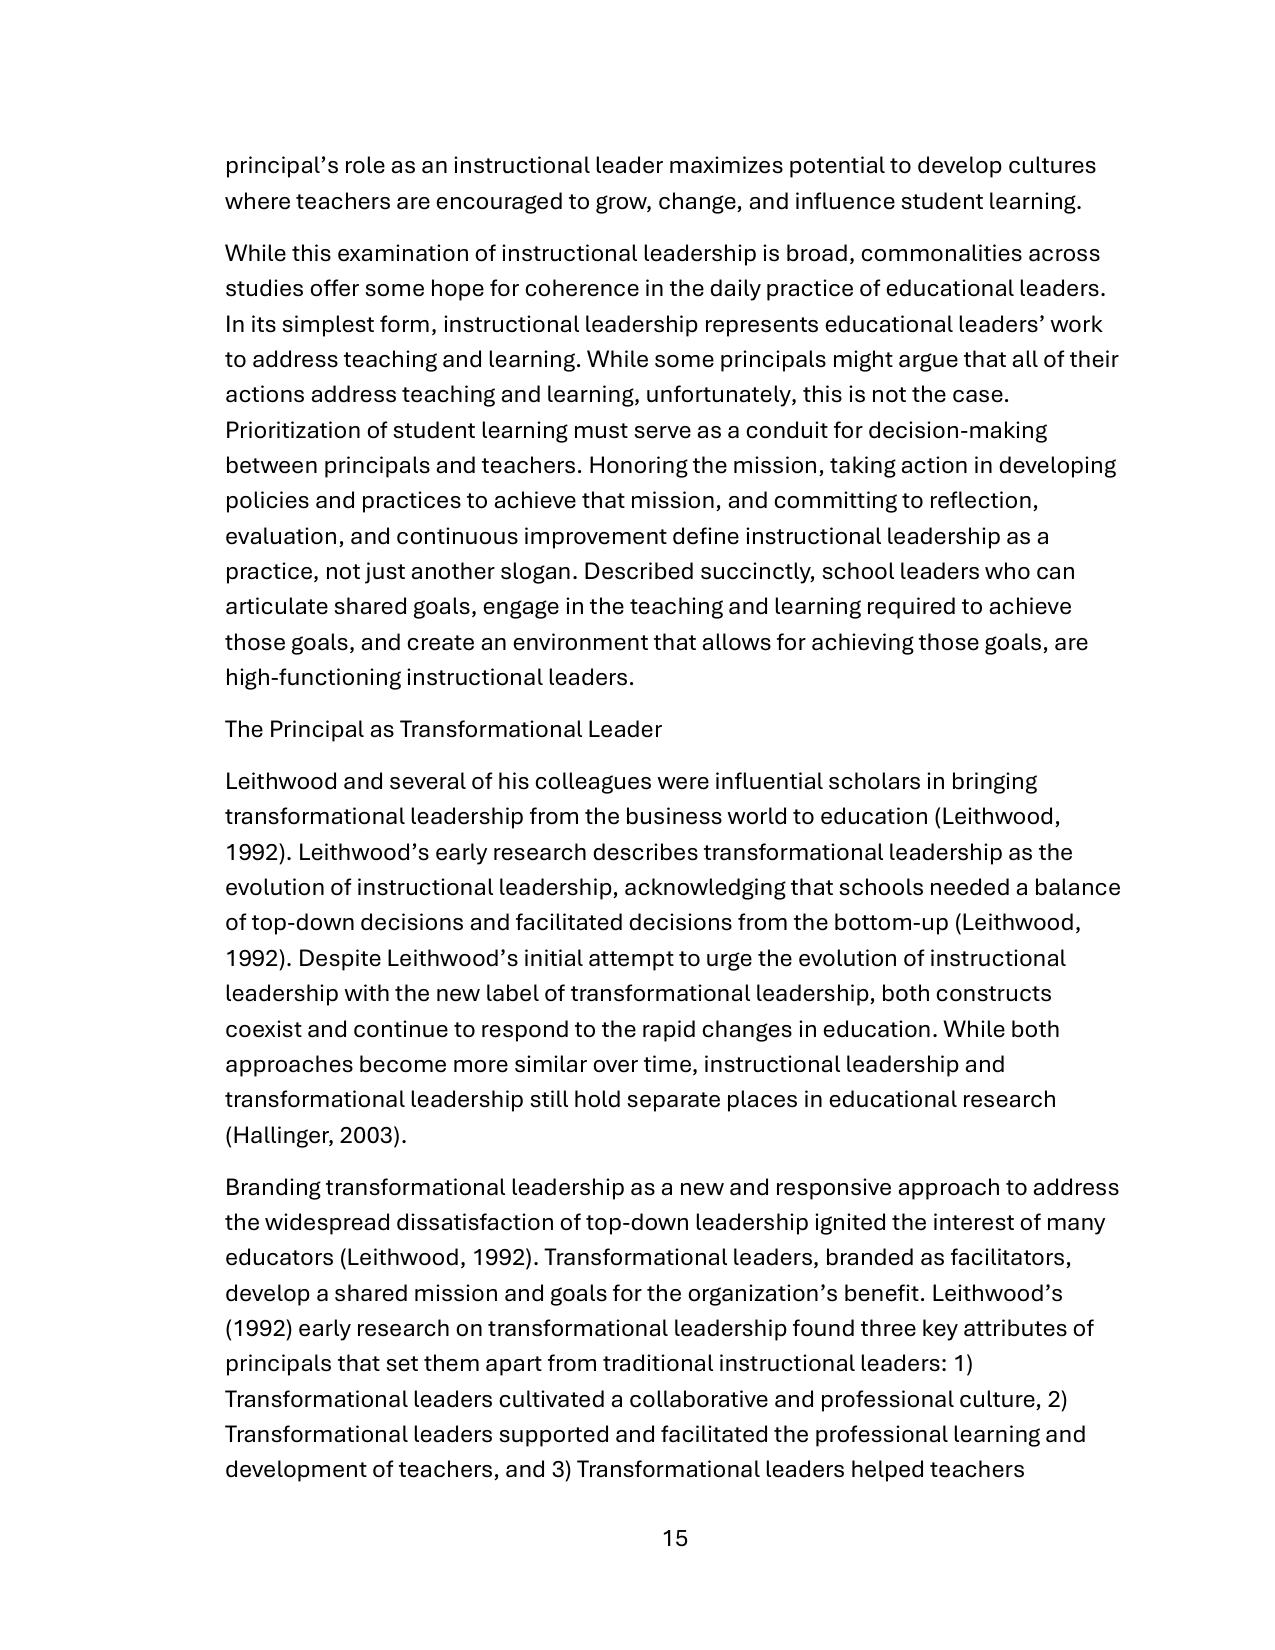 principal’s role as an instructional leader maximizes potential to develop cultures
where teachers are encouraged to grow, change, and influence student learning.
While this examination of instructional leadership is broad, commonalities across
studies offer some hope for coherence in the daily practice of educational leaders.
In its simplest form, instructional leadership represents educational leaders’ work
to address teaching and learning. While some principals might argue that all of their
actions address teaching and learning, unfortunately, this is not the case.
Prioritization of student learning must serve as a conduit for decision-making
between principals and teachers. Honoring the mission, taking action in developing
policies and practices to achieve that mission, and committing to reflection,
evaluation, and continuous improvement define instructional leadership as a
practice, not just another slogan. Described succinctly, school leaders who can
articulate shared goals, engage in the teaching and learning required to achieve
those goals, and create an environment that allows for achieving those goals, are
high-functioning instructional leaders.
The Principal as Transformational Leader
Leithwood and several of his colleagues were influential scholars in bringing
transformational leadership from the business world to education (Leithwood,
1992). Leithwood’s early research describes transformational leadership as the
evolution of instructional leadership, acknowledging that schools needed a balance
of top-down decisions and facilitated decisions from the bottom-up (Leithwood,
1992). Despite Leithwood’s initial attempt to urge the evolution of instructional
leadership with the new label of transformational leadership, both constructs
coexist and continue to respond to the rapid changes in education. While both
approaches become more similar over time, instructional leadership and
transformational leadership still hold separate places in educational research
(Hallinger, 2003).
Branding transformational leadership as a new and responsive approach to address
the widespread dissatisfaction of top-down leadership ignited the interest of many
educators (Leithwood, 1992). Transformational leaders, branded as facilitators,
develop a shared mission and goals for the organization’s benefit. Leithwood’s
(1992) early research on transformational leadership found three key attributes of
principals that set them apart from traditional instructional leaders: 1)
Transformational leaders cultivated a collaborative and professional culture, 2)
Transformational leaders supported and facilitated the professional learning and
development of teachers, and 3) Transformational leaders helped teachers
15